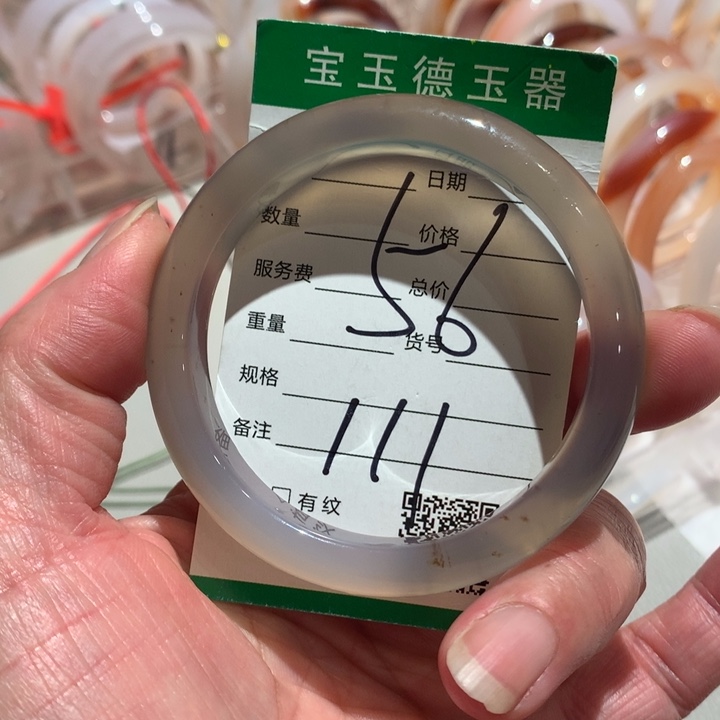 宝玉德玉器
日期
数量 价格
服务费 总价
重量 货号
56
规格
备注
111
□有纹